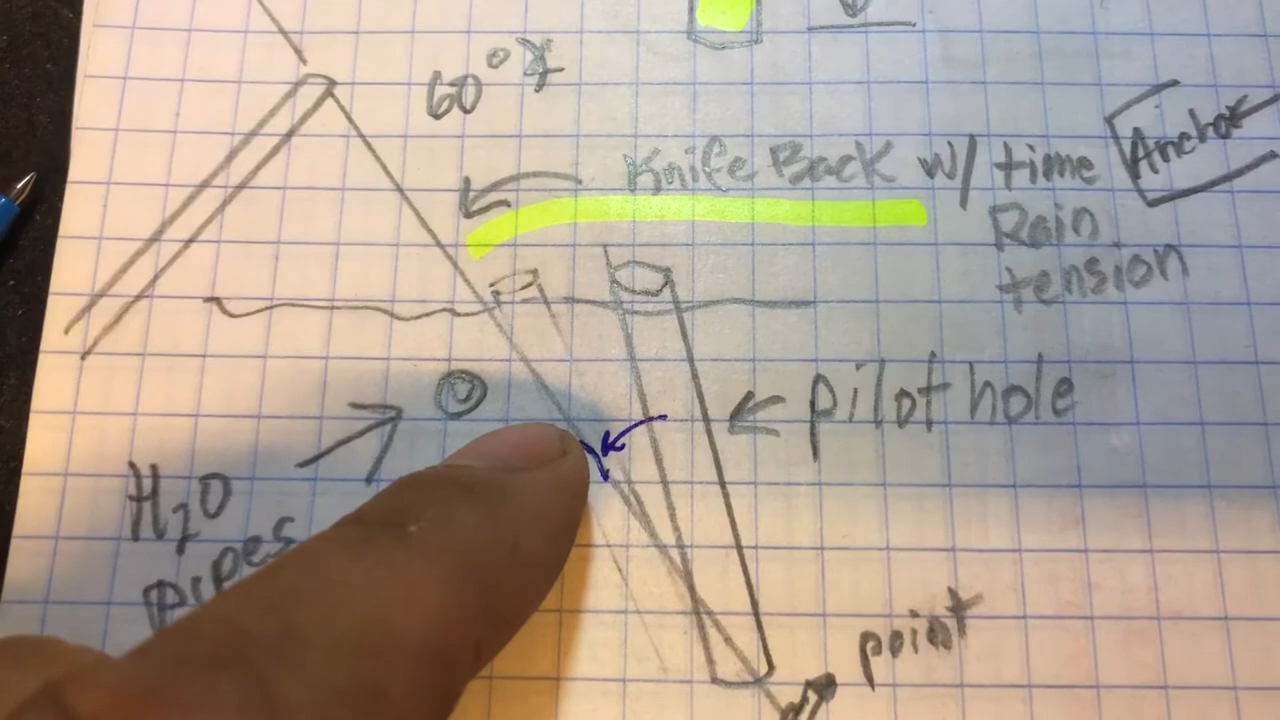 60°
Knife Back w/ time
Rain
tension
Anchor
pilot hole
H₂O
pipes
point